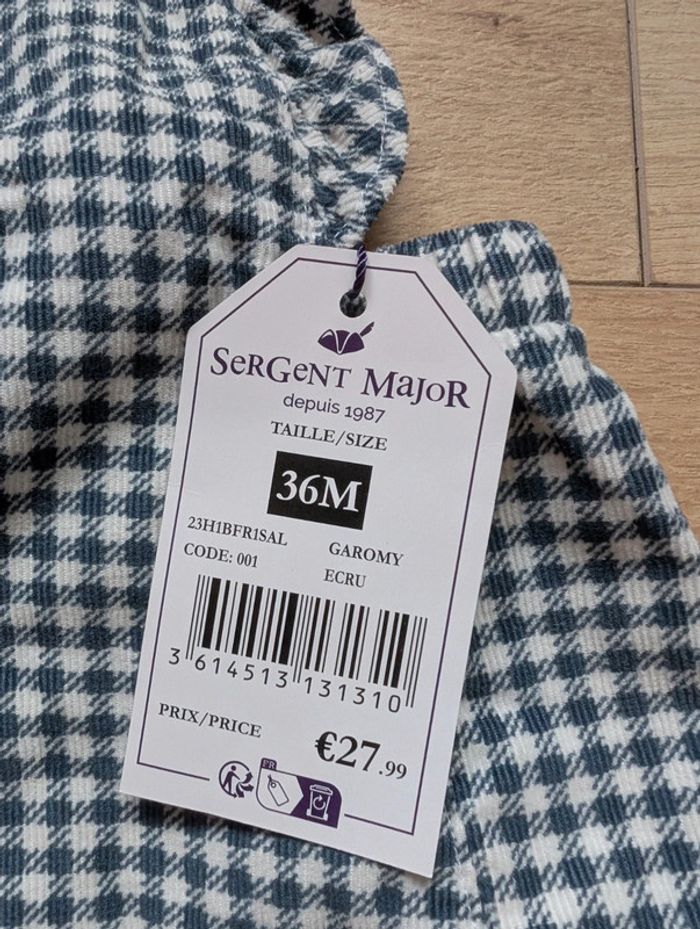 SeRGeNT MaJoR
depuis 1987
TAILLE/SIZE
36M
23H1BFR1SAL GAROMY
CODE: 001 ECRU
3 614513 131310
PRIX/PRICE €27.99
FR